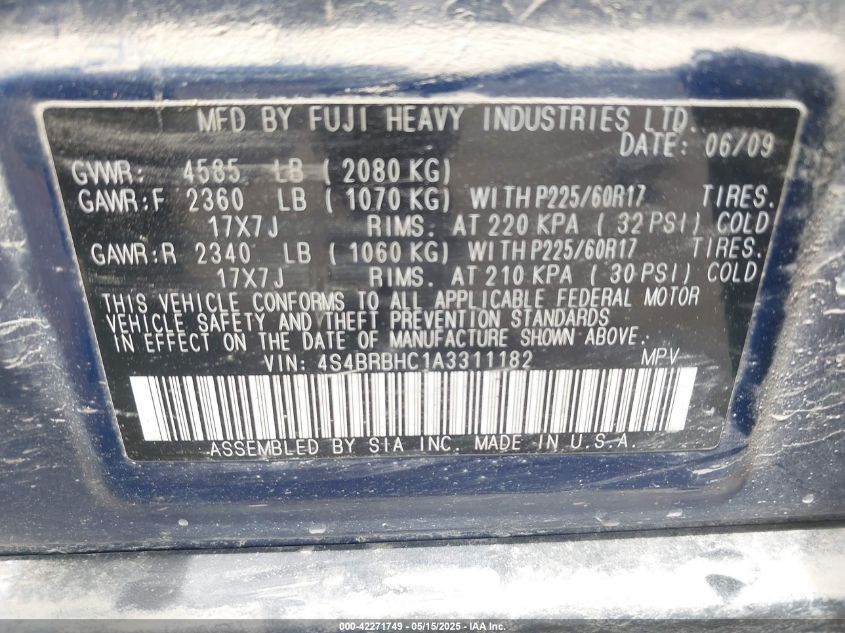 MFD BY FUJI HEAVY INDUSTRIES LTD.
DATE: 06/09
GVWR: 4585 LB ( 2080 KG)
GAWR:F 2360 LB ( 1070 KG) WITH P225/60R17 TIRES.
17X7J RIMS. AT 220 KPA ( 32 PSI) COLD
GAWR:R 2340 LB ( 1060 KG) WITH P225/60R17 TIRES.
17X7J RIMS. AT 210 KPA ( 30 PSI) COLD
THIS VEHICLE CONFORMS TO ALL APPLICABLE FEDERAL MOTOR
VEHICLE SAFETY AND THEFT PREVENTION STANDARDS
IN EFFECT ON THE DATE OF MANUFACTURE SHOWN ABOVE.
VIN: 4S4BRBHC1A3311182 MPV
ASSEMBLED BY SIA INC. MADE IN U.S.A.
000-42271749 - 05/15/2025 - IAA Inc.